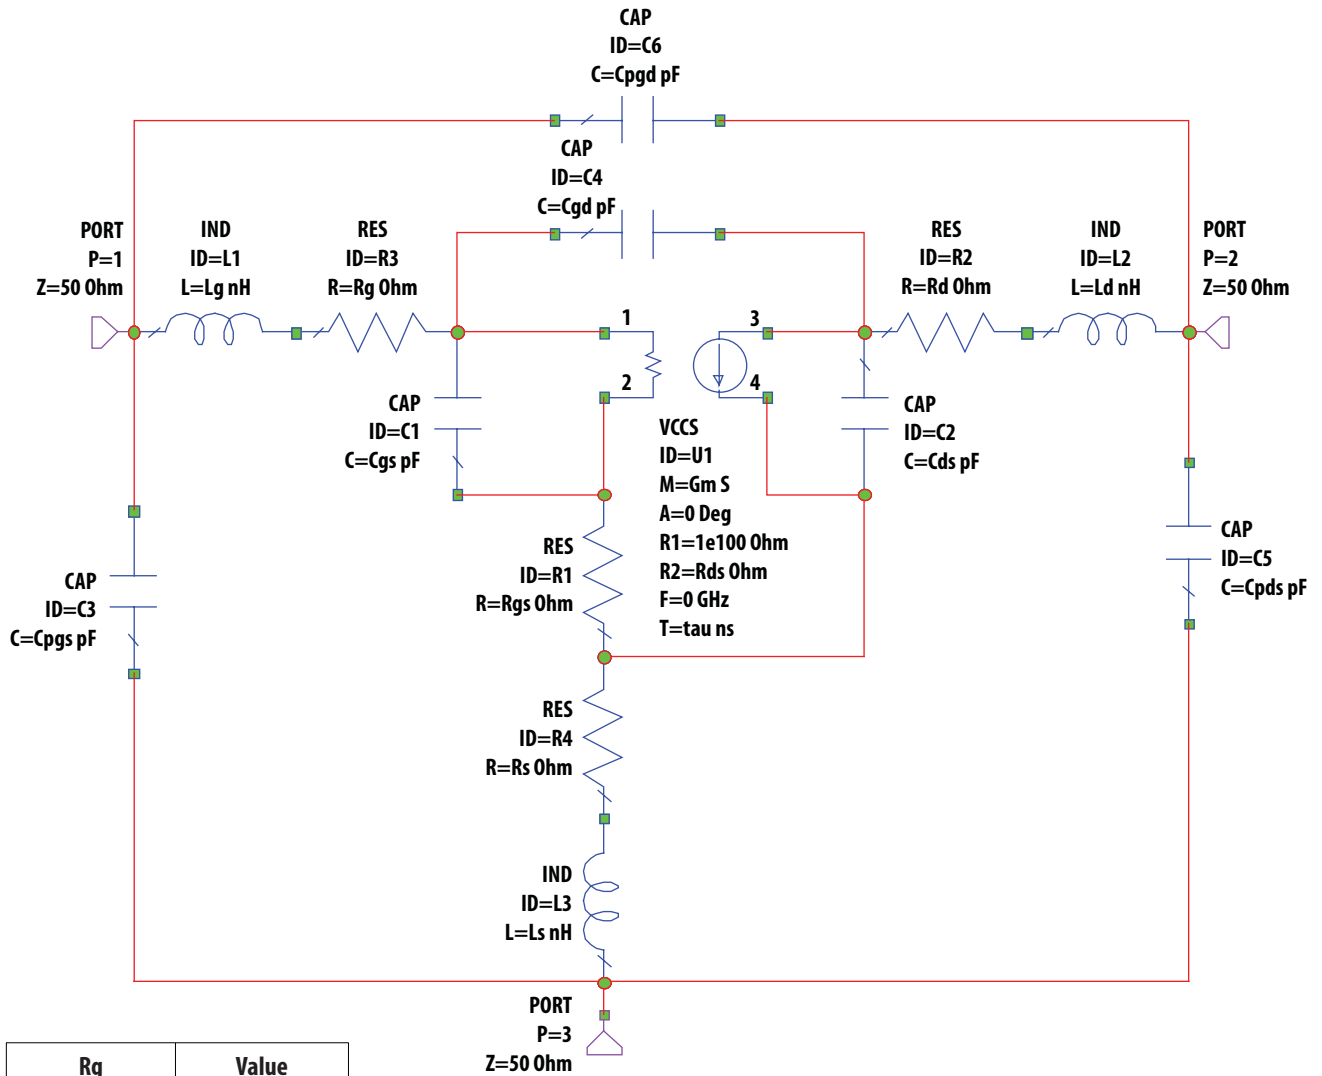 CAP
ID=C6
C=Cpgd pF
CAP
ID=C4
C=Cgd pF
PORT
P=1
Z=50 Ohm
IND
ID=L1
L=Lg nH
RES
ID=R3
R=Rg Ohm
RES
ID=R2
R=Rd Ohm
IND
ID=L2
L=Ld nH
PORT
P=2
Z=50 Ohm
1
2
3
4
CAP
ID=C1
C=Cgs pF
VCCS
ID=U1
M=Gm S
A=0 Deg
R1=1e100 Ohm
R2=Rds Ohm
F=0 GHz
T=tau ns
CAP
ID=C2
C=Cds pF
CAP
ID=C3
C=Cpgs pF
RES
ID=R1
R=Rgs Ohm
CAP
ID=C5
C=Cpds pF
RES
ID=R4
R=Rs Ohm
IND
ID=L3
L=Ls nH
PORT
P=3
Z=50 Ohm
Rg Value